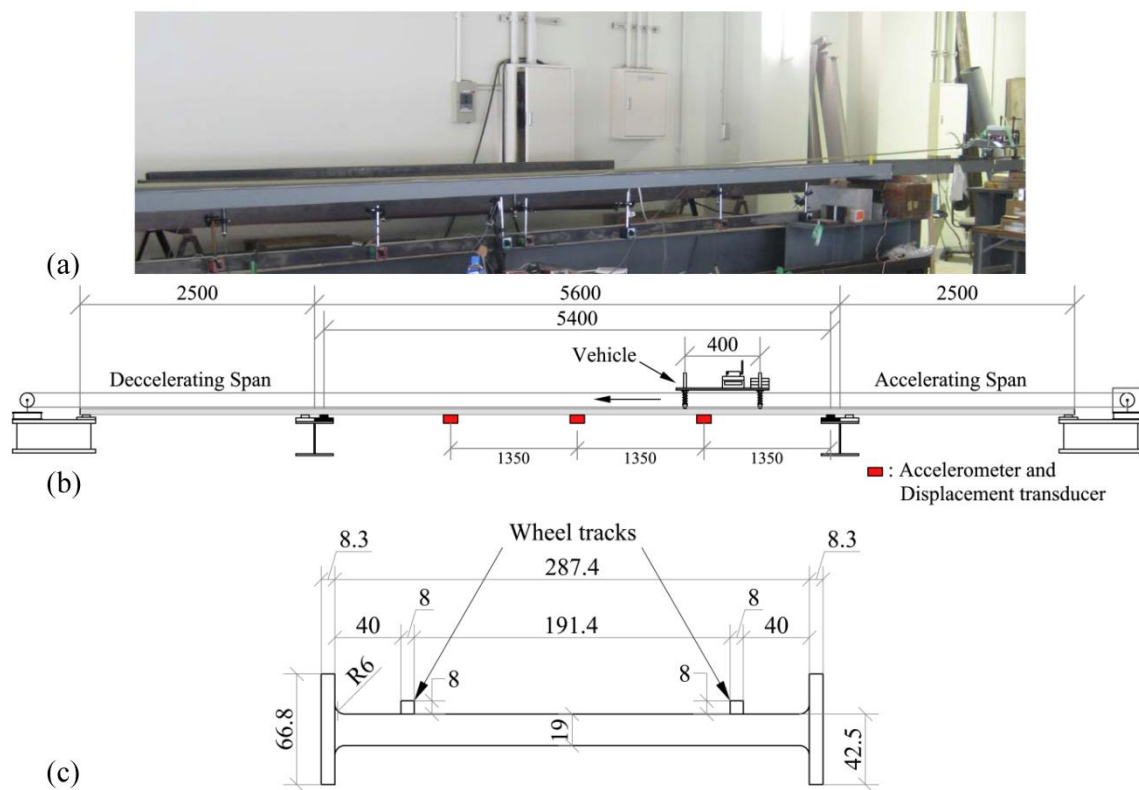 (a)
2500
5600
2500
5400
400
Vehicle
Deccelerating Span
Accelerating Span
1350
1350
1350
(b)
: Accelerometer and
Displacement transducer
Wheel tracks
8.3
8.3
287.4
8
8
40
191.4
40
R6
8
8
66.8
19
42.5
(c)